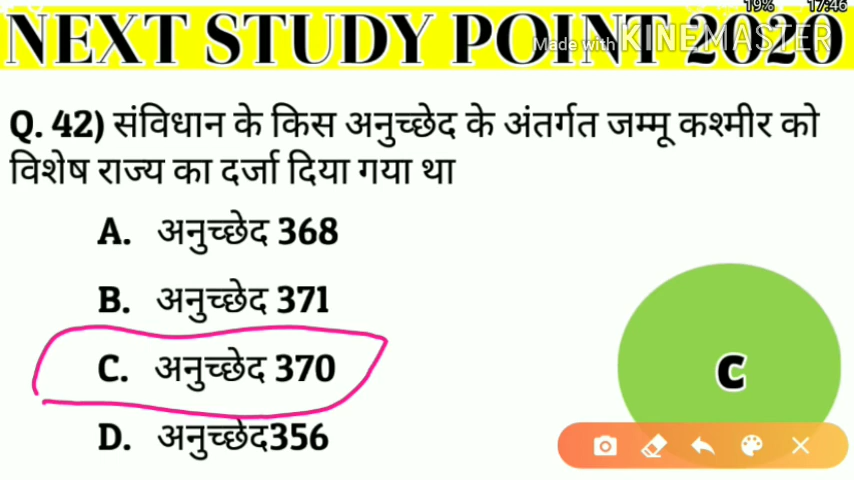 19% 17:46
NEXT STUDY POINT 2020
Made with KINEMASTER
Q. 42) संविधान के किस अनुच्छेद के अंतर्गत जम्मू कश्मीर को
विशेष राज्य का दर्जा दिया गया था
A. अनुच्छेद 368
B. अनुच्छेद 371
C. अनुच्छेद 370
D. अनुच्छेद356
C